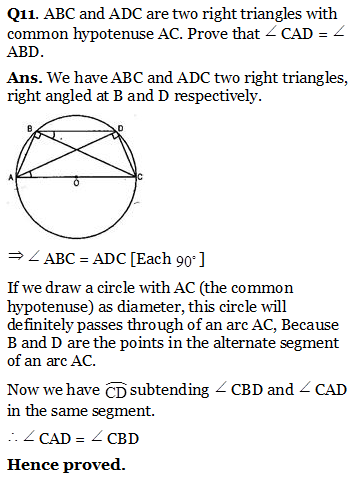 Q11. ABC and ADC are two right triangles with
common hypotenuse AC. Prove that ∠ CAD = ∠
ABD.
Ans. We have ABC and ADC two right triangles,
right angled at B and D respectively.
B D
A C
O
⇒ ∠ ABC = ADC [Each 90°]
If we draw a circle with AC (the common
hypotenuse) as diameter, this circle will
definitely passes through of an arc AC, Because
B and D are the points in the alternate segment
of an arc AC.
Now we have C͡D subtending ∠ CBD and ∠ CAD
in the same segment.
∴ ∠ CAD = ∠ CBD
Hence proved.